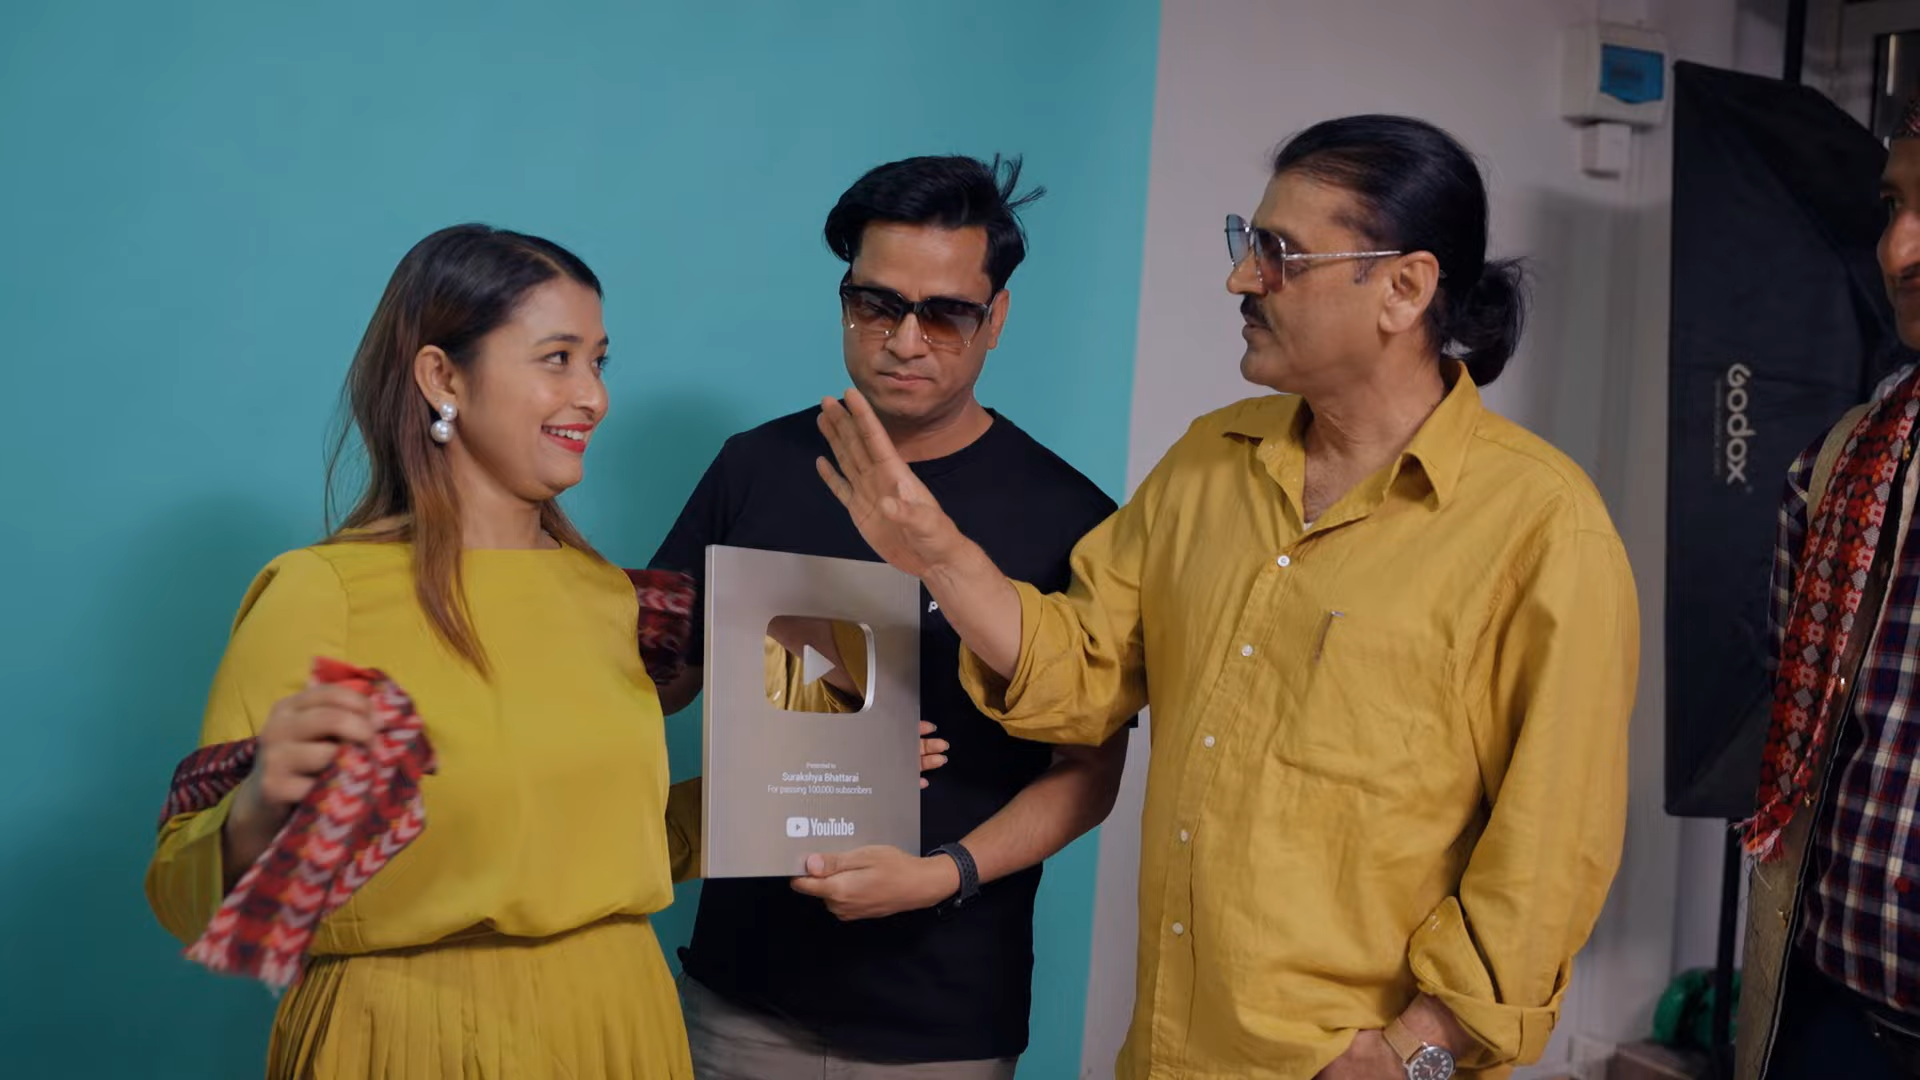 Presented to
Surakshya Bhattarai
For passing 100,000 subscribers
YouTube
Godox